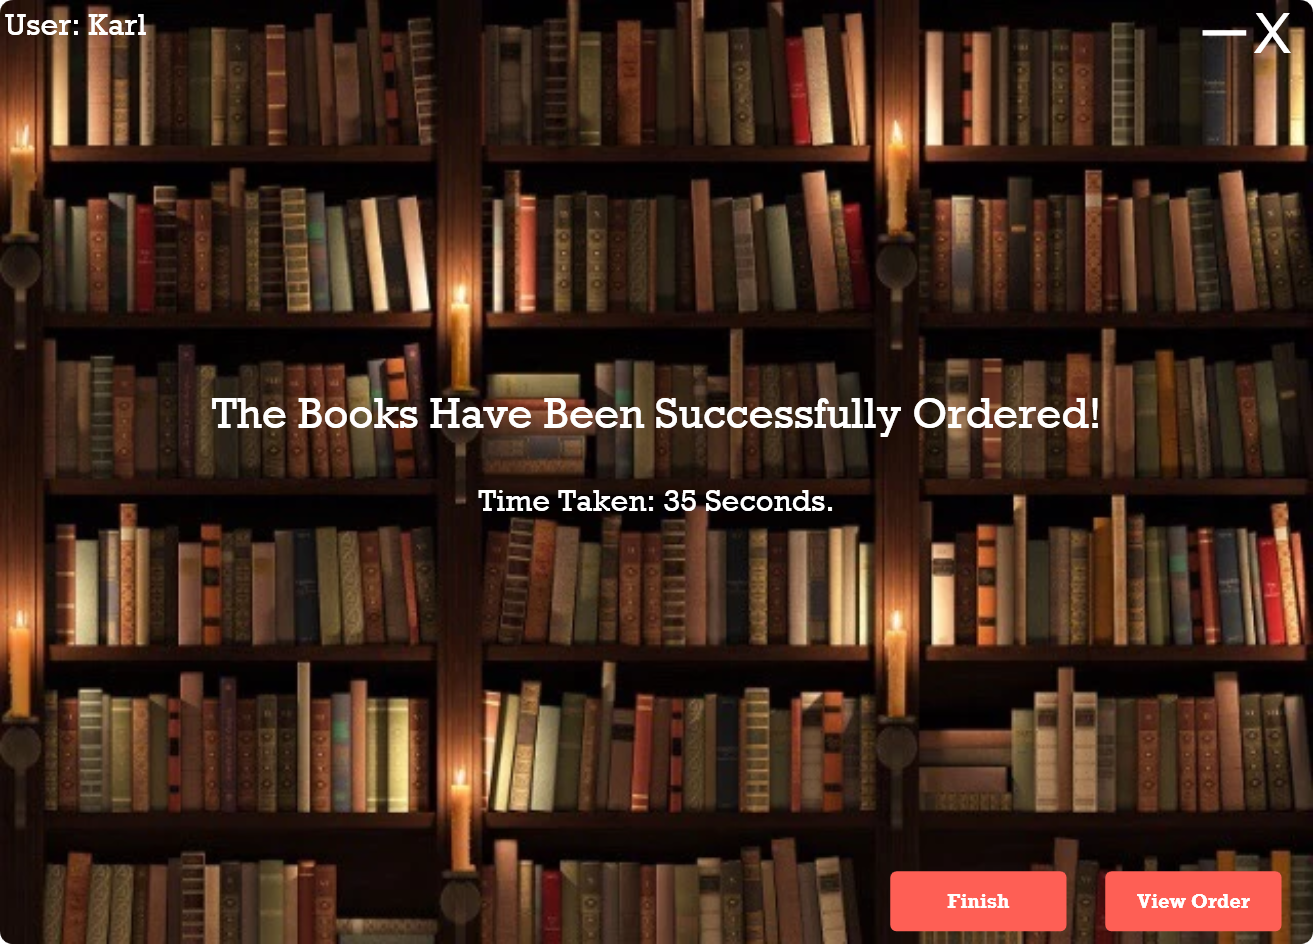 User: Karl
— X
The Books Have Been Successfully Ordered!
Time Taken: 35 Seconds.
Finish
View Order